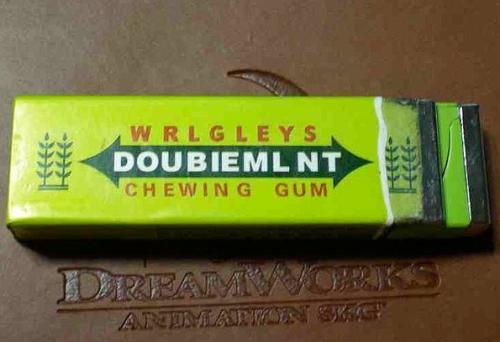 WRLGLEYS
DOUBIEMLNT
CHEWING GUM
DREAMWORKS
ANIMATION SKG